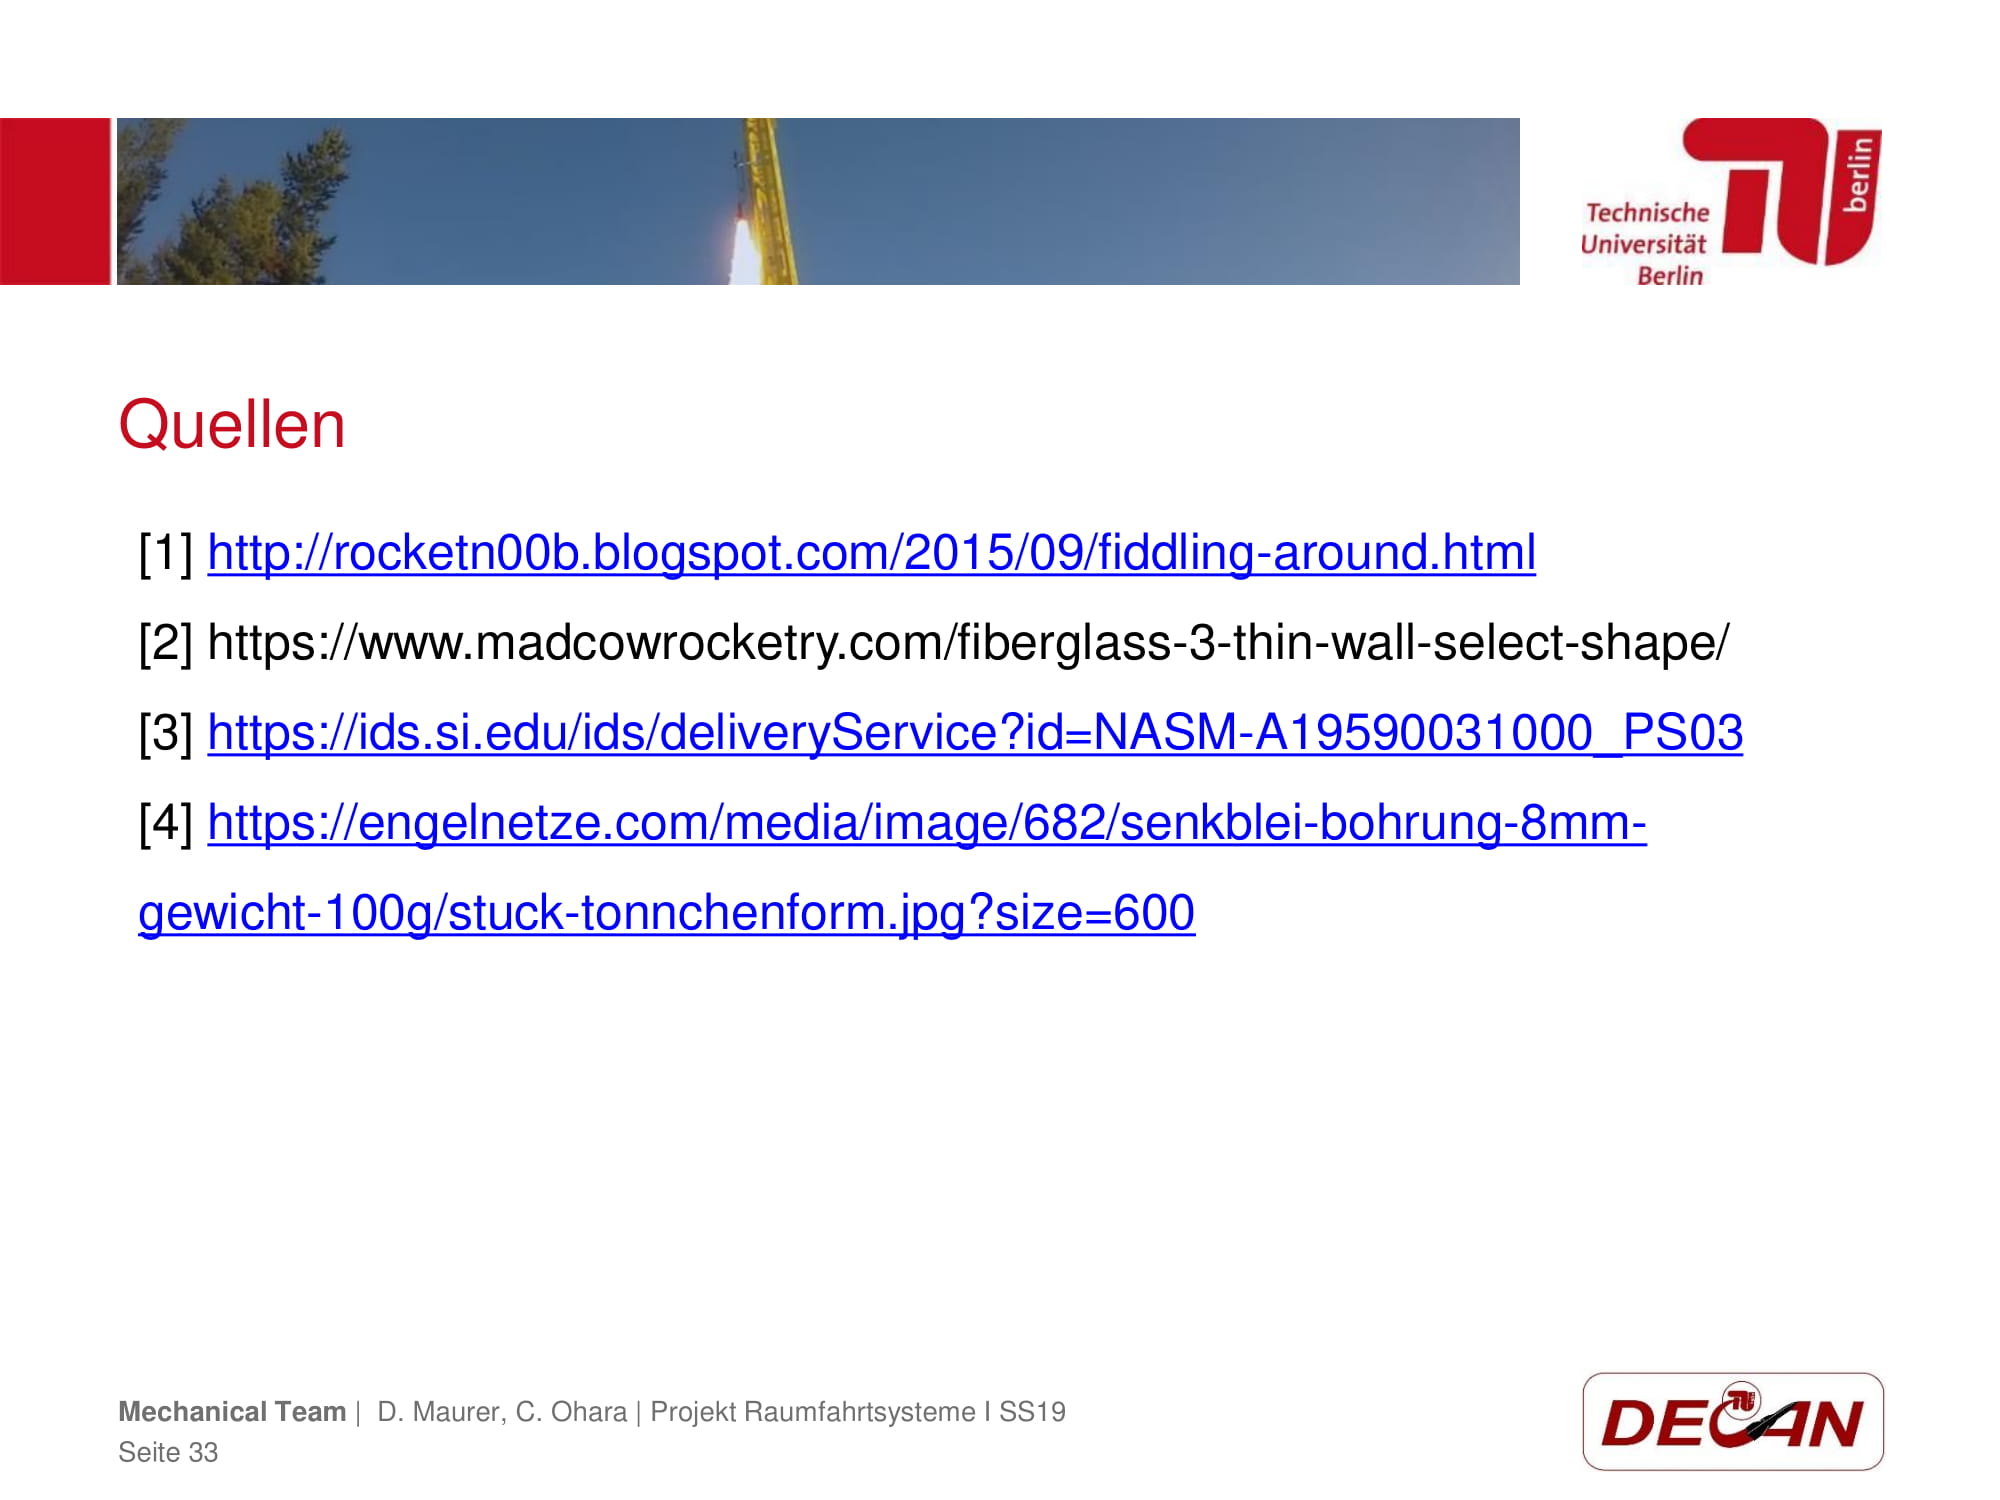 Technische
Universität
Berlin
berlin
Quellen
[1] http://rocketn00b.blogspot.com/2015/09/fiddling-around.html
[2] https://www.madcowrocketry.com/fiberglass-3-thin-wall-select-shape/
[3] https://ids.si.edu/ids/deliveryService?id=NASM-A19590031000_PS03
[4] https://engelnetze.com/media/image/682/senkblei-bohrung-8mm-
gewicht-100g/stuck-tonnchenform.jpg?size=600
Mechanical Team | D. Maurer, C. Ohara | Projekt Raumfahrtsysteme I SS19
Seite 33
DECAN